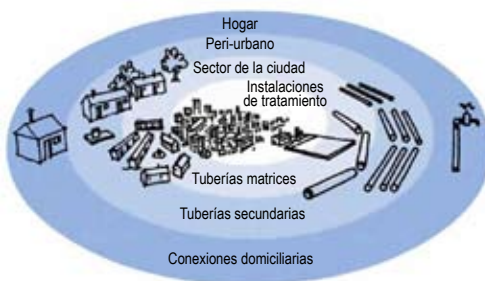 Hogar
Peri-urbano
Sector de la ciudad
Instalaciones
de tratamiento
Tuberías matrices
Tuberías secundarias
Conexiones domiciliarias